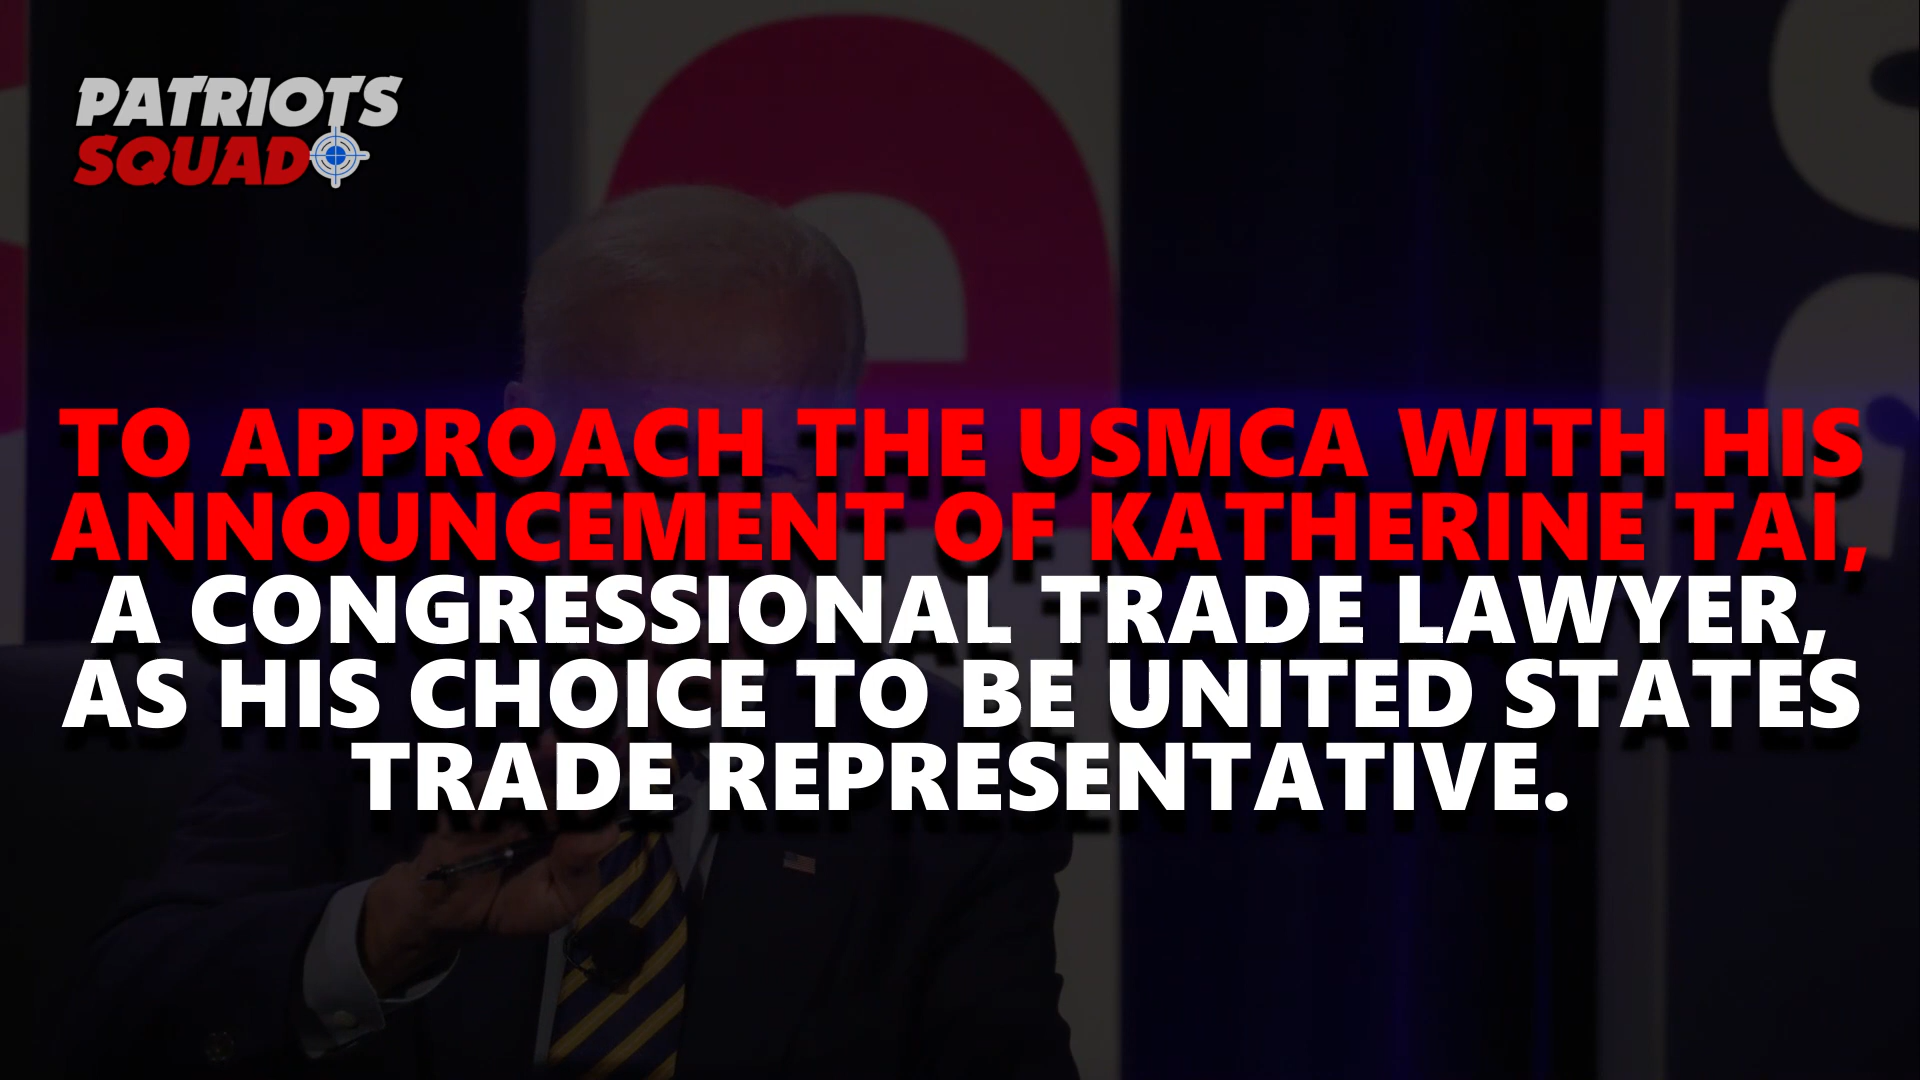 PATRIOTS
SQUAD
TO APPROACH THE USMCA WITH HIS
ANNOUNCEMENT OF KATHERINE TAI,
A CONGRESSIONAL TRADE LAWYER,
AS HIS CHOICE TO BE UNITED STATES
TRADE REPRESENTATIVE.